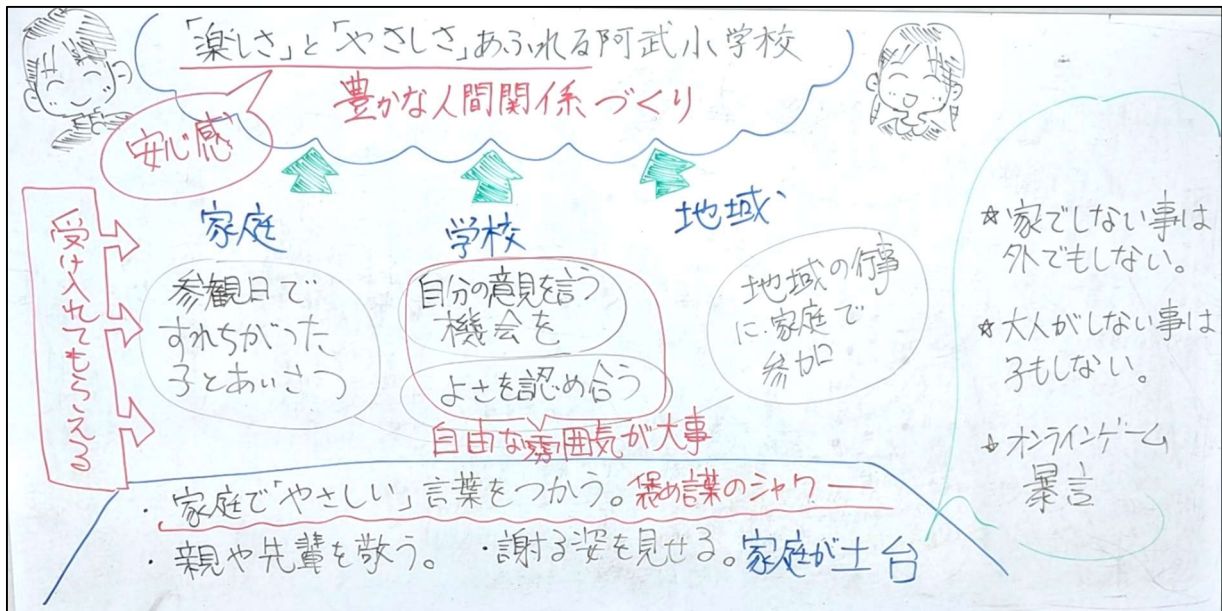 「楽しさ」と「やさしさ」あふれる阿武小学校
豊かな人間関係づくり
安心感
受け入れてもらえる
家庭
学校
地域
参観日で
すれちがった
子とあいさつ
自分の意見を言う
機会を
よさを認め合う
地域の行事
に家庭で
参加
自由な雰囲気が大事
・家庭で「やさしい」言葉をつかう。褒め言葉のシャワー
・親や先輩を敬う。 ・謝る姿を見せる。家庭が土台
☆家でしない事は
外でもしない。
☆大人がしない事は
子もしない。
☆オンラインゲーム
暴言